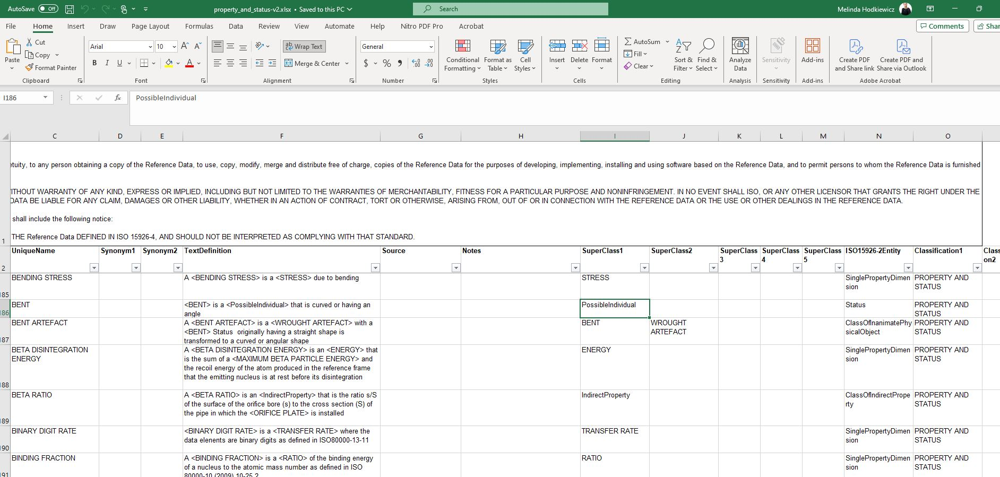 AutoSave Off property_and_status-v2.xlsx • Saved to this PC Search Melinda Hodkiewicz
File Home Insert Draw Page Layout Formulas Data Review View Automate Help Nitro PDF Pro Acrobat Comments Shar
Paste Cut Copy Format Painter
Clipboard
Arial 10 A A
B I U A
Font
ab Wrap Text
Merge & Center
Alignment
General
$ %
Number
Conditional Formatting Format as Table Cell Styles
Styles
Insert Delete Format
Cells
AutoSum Fill Clear Sort & Filter Find & Select
Editing
Analyze Data
Analysis
Sensitivity
Sensitivity
Add-ins
Add-ins
Create PDF and Share link Create PDF and Share via Outlook
Adobe Acrobat
I186 fx PossibleIndividual
C D E F G H I J K L M N O
etuity, to any person obtaining a copy of the Reference Data, to use, copy, modify, merge and distribute free of charge, copies of the Reference Data for the purposes of developing, implementing, installing and using software based on the Reference Data, and to permit persons to whom the Reference Data is furnished
ITHOUT WARRANTY OF ANY KIND, EXPRESS OR IMPLIED, INCLUDING BUT NOT LIMITED TO THE WARRANTIES OF MERCHANTABILITY, FITNESS FOR A PARTICULAR PURPOSE AND NONINFRINGEMENT. IN NO EVENT SHALL ISO, OR ANY OTHER LICENSOR THAT GRANTS THE RIGHT UNDER THE
DATA BE LIABLE FOR ANY CLAIM, DAMAGES OR OTHER LIABILITY, WHETHER IN AN ACTION OF CONTRACT, TORT OR OTHERWISE, ARISING FROM, OUT OF OR IN CONNECTION WITH THE REFERENCE DATA OR THE USE OR OTHER DEALINGS IN THE REFERENCE DATA.
shall include the following notice:
1 THE Reference Data DEFINED IN ISO 15926-4, AND SHOULD NOT BE INTERPRETED AS COMPLYING WITH THAT STANDARD.
UniqueName Synonym1 Synonym2 TextDefinition Source Notes SuperClass1 SuperClass2 SuperClass SuperClass SuperClass ISO15926-2Entity Classification1 Class
2 3 4 5 on2
BENDING STRESS A <BENDING STRESS> is a <STRESS> due to bending STRESS SinglePropertyDimen PROPERTY AND
sion STATUS
185
BENT <BENT> is a <PossibleIndividual> that is curved or having an PossibleIndividual Status PROPERTY AND
186 angle STATUS
BENT ARTEFACT A <BENT ARTEFACT> is a <WROUGHT ARTEFACT> with a BENT WROUGHT ClassOfInanimatePhy PROPERTY AND
<BENT> Status originally having a straight shape is ARTEFACT sicalObject STATUS
187 transformed to a curved or angular shape
BETA DISINTEGRATION A <BETA DISINTEGRATION ENERGY> is an <ENERGY> that ENERGY SinglePropertyDimen PROPERTY AND
ENERGY is the sum of a <MAXIMUM BETA PARTICLE ENERGY> and sion STATUS
the recoil energy of the atom produced in the reference frame
that the emitting nucleus is at rest before its disintegration
188
BETA RATIO A <BETA RATIO> is an <IndirectProperty> that is the ratio s/S IndirectProperty ClassOfIndirectPrope PROPERTY AND
of the surface of the orifice bore (s) to the cross section (S) of rty STATUS
the pipe in which the <ORIFICE PLATE> is installed
189
BINARY DIGIT RATE <BINARY DIGIT RATE> is a <TRANSFER RATE> where the TRANSFER RATE SinglePropertyDimen PROPERTY AND
data elenents are binary digits as defined in ISO80000-13-11 sion STATUS
190
BINDING FRACTION A <BINDING FRACTION> is a <RATIO> of the binding energy RATIO SinglePropertyDimen PROPERTY AND
of a nucleus to the atomic mass number as defined in ISO sion STATUS
191 80000-10 (2009) 10-25.2